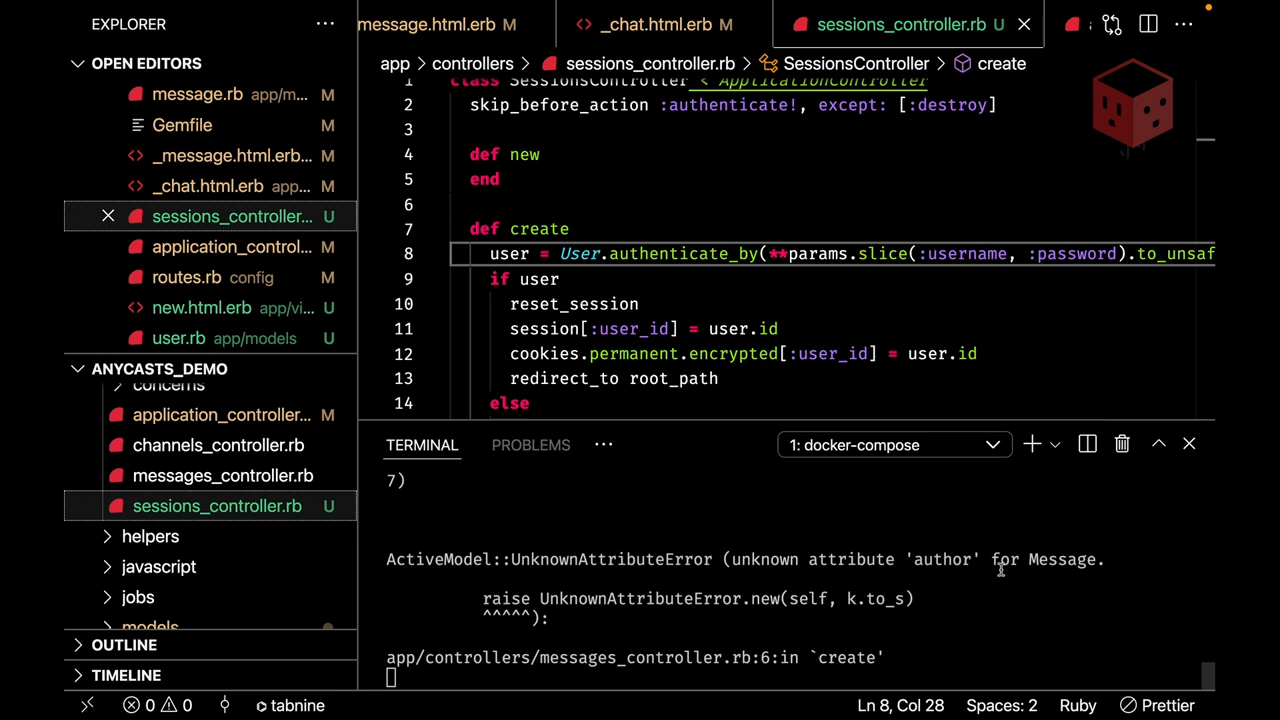 EXPLORER
message.html.erb M
_chat.html.erb M
sessions_controller.rb U
OPEN EDITORS
message.rb app/m... M
Gemfile M
_message.html.erb... M
_chat.html.erb app... M
sessions_controller... U
application_control... M
routes.rb config
new.html.erb app/vi... U
user.rb app/models U
ANYCASTS_DEMO
concerns
application_controller... M
channels_controller.rb
messages_controller.rb
sessions_controller.rb U
helpers
javascript
jobs
models
OUTLINE
TIMELINE
app > controllers > sessions_controller.rb > SessionsController > create
1 class SessionsController < ApplicationController
2 skip_before_action :authenticate!, except: [:destroy]
3
4 def new
5 end
6
7 def create
8 user = User.authenticate_by(**params.slice(:username, :password).to_unsaf
9 if user
10 reset_session
11 session[:user_id] = user.id
12 cookies.permanent.encrypted[:user_id] = user.id
13 redirect_to root_path
14 else
TERMINAL PROBLEMS ... 1: docker-compose
7)
ActiveModel::UnknownAttributeError (unknown attribute 'author' for Message.
raise UnknownAttributeError.new(self, k.to_s)
^^^^^):
app/controllers/messages_controller.rb:6:in `create'
0 0 tabnine Ln 8, Col 28 Spaces: 2 Ruby Prettier